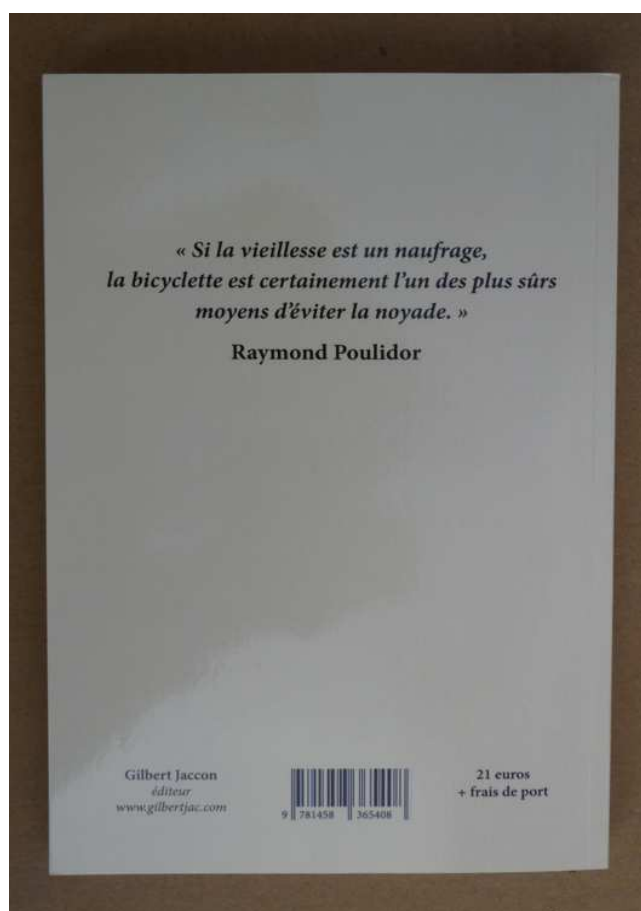 « Si la vieillesse est un naufrage,
la bicyclette est certainement l'un des plus sûrs
moyens d'éviter la noyade. »
Raymond Poulidor
Gilbert Jaccon
éditeur
www.gilbertjac.com
9 781458 365408
21 euros
+ frais de port